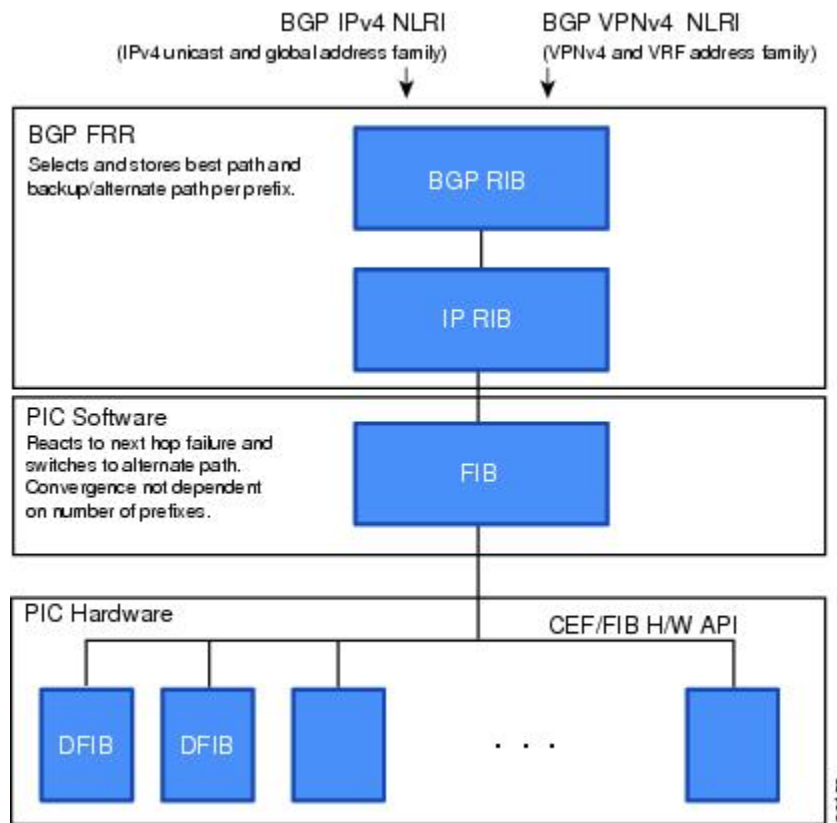 BGP IPv4 NLRI
(IPv4 unicast and global address family)
BGP VPNv4 NLRI
(VPNv4 and VRF address family)
BGP FRR
Selects and stores best path and
backup/alternate path per prefix.
BGP RIB
IP RIB
PIC Software
Reacts to next hop failure and
switches to alternate path.
Convergence not dependent
on number of prefixes.
FIB
PIC Hardware
CEF/FIB H/W API
DFIB
DFIB
. . .